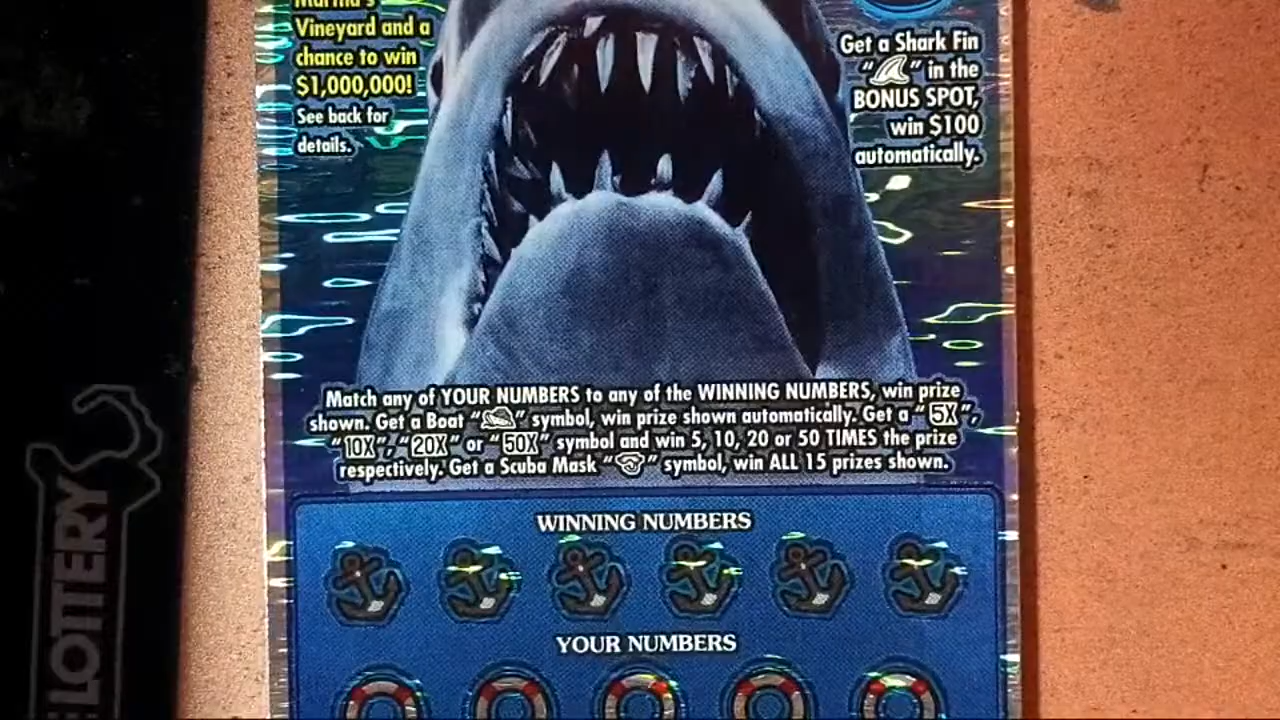 Martha's
Vineyard and a
chance to win
$1,000,000!
See back for
details.
Get a Shark Fin
" " in the
BONUS SPOT,
win $100
automatically.
Match any of YOUR NUMBERS to any of the WINNING NUMBERS, win prize
shown. Get a Boat " " symbol, win prize shown automatically. Get a "5X",
"10X", "20X" or "50X" symbol and win 5, 10, 20 or 50 TIMES the prize
respectively. Get a Scuba Mask " " symbol, win ALL 15 prizes shown.
WINNING NUMBERS
YOUR NUMBERS
LOTTERY